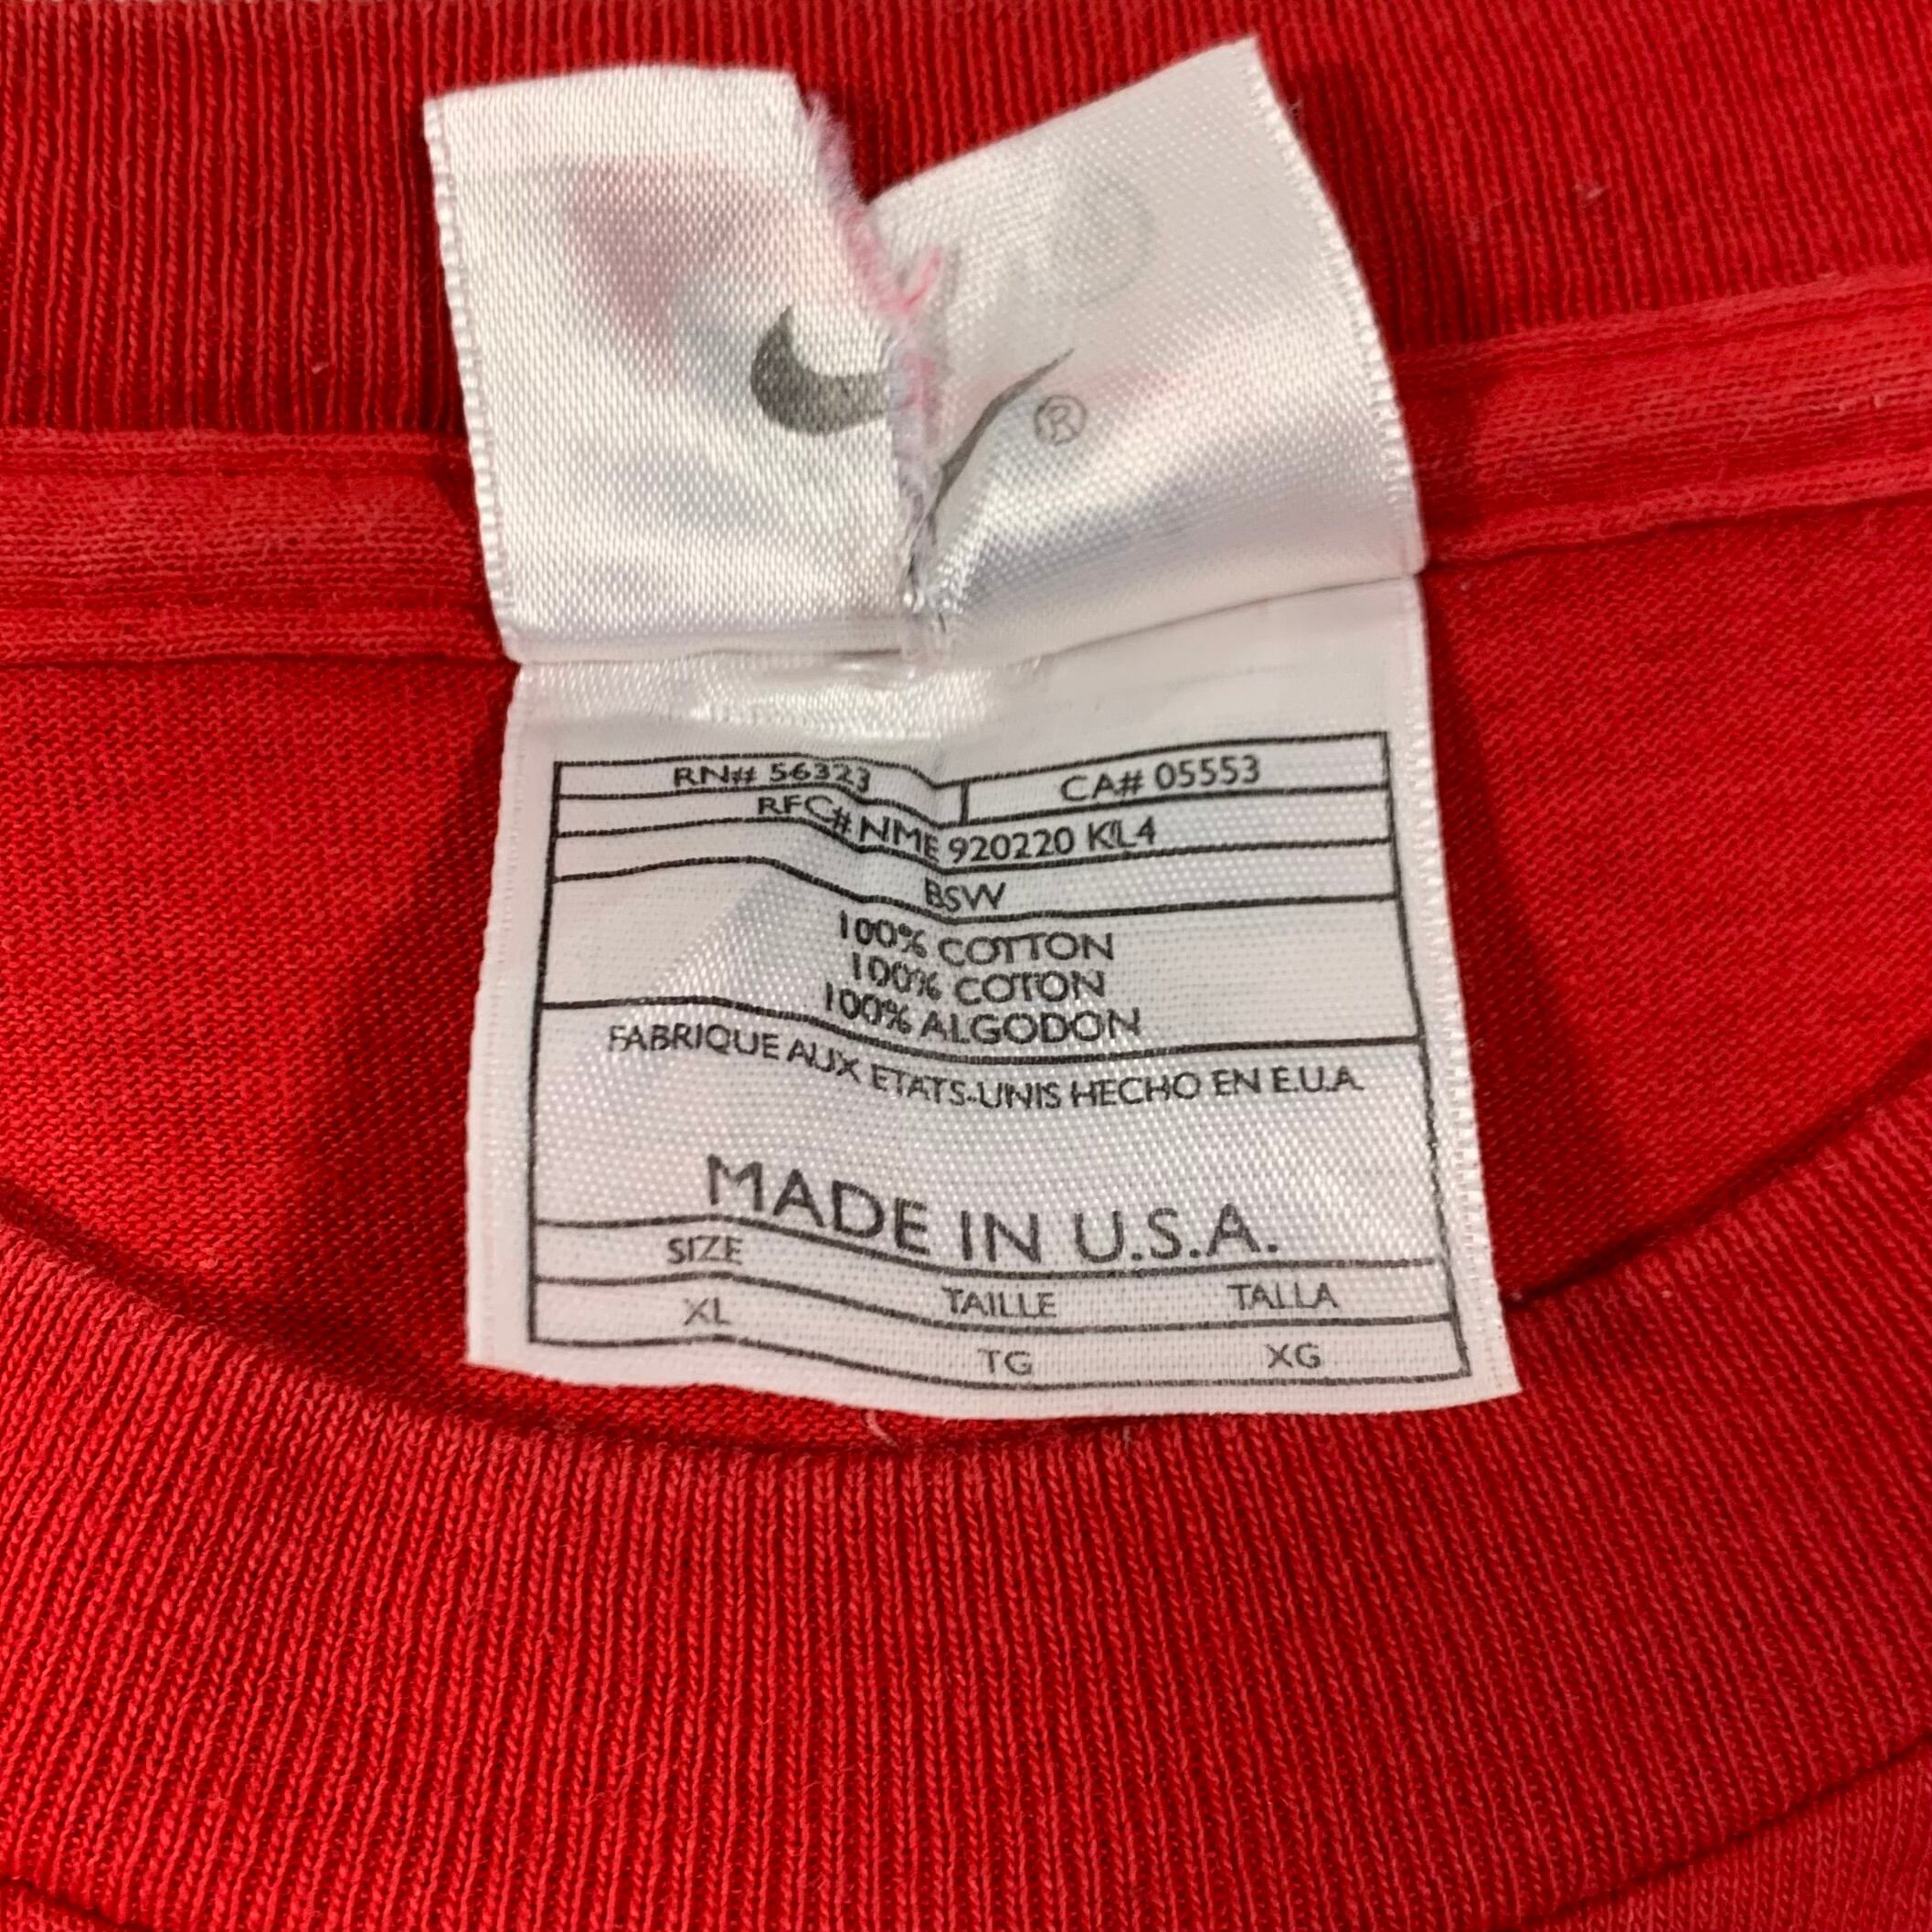 ®
RN# 56323 CA# 05553
RFC# NME 920220 KL4
BSW
100% COTTON
100% COTON
100% ALGODON
FABRIQUE AUX ETATS-UNIS HECHO EN E.U.A.
MADE IN U.S.A.
SIZE TAILLE TALLA
XL TG XG